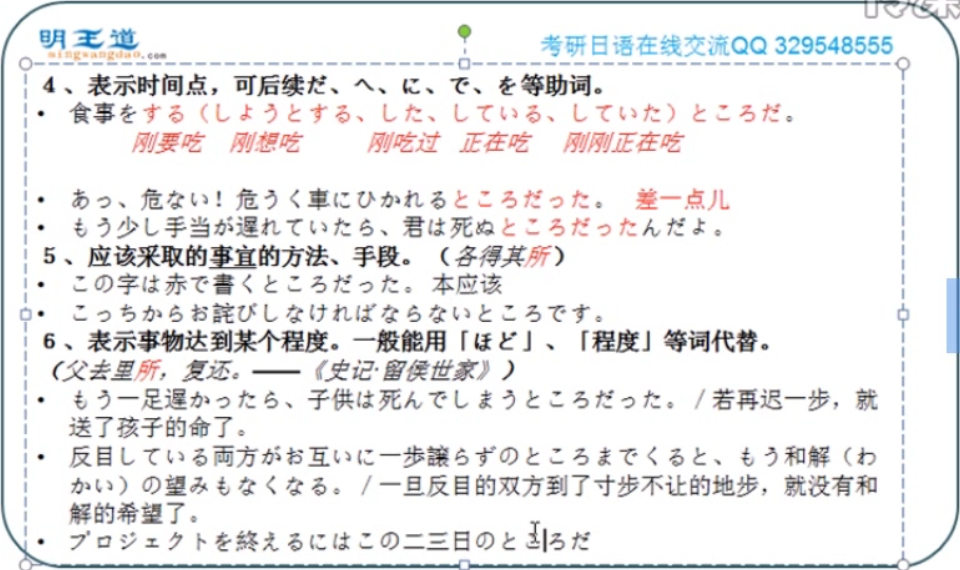 明王道
mingwangdao.com
考研日语在线交流QQ 329548555
4、表示时间点，可后续だ、へ、に、で、を等助词。
• 食事をする（しようとする、した、している、していた）ところだ。
刚要吃 刚想吃 刚吃过 正在吃 刚刚正在吃
• あっ、危ない！危うく車にひかれるところだった。 差一点儿
• もう少し手当が遅れていたら、君は死ぬところだったんだよ。
5、应该采取的事宜的方法、手段。（各得其所）
• この字は赤で書くところだった。本应该
• こっちからお詫びしなければならないところです。
6、表示事物达到某个程度。一般能用「ほど」、「程度」等词代替。
（父去里所，复还。——《史记·留侯世家》）
• もう一足遅かったら、子供は死んでしまうところだった。/若再迟一步，就
送了孩子的命了。
• 反目している両方がお互いに一歩譲らずのところまでくると、もう和解（わ
かい）の望みもなくなる。/一旦反目的双方到了寸步不让的地步，就没有和
解的希望了。
• プロジェクトを終えるにはこの二三日のところだ